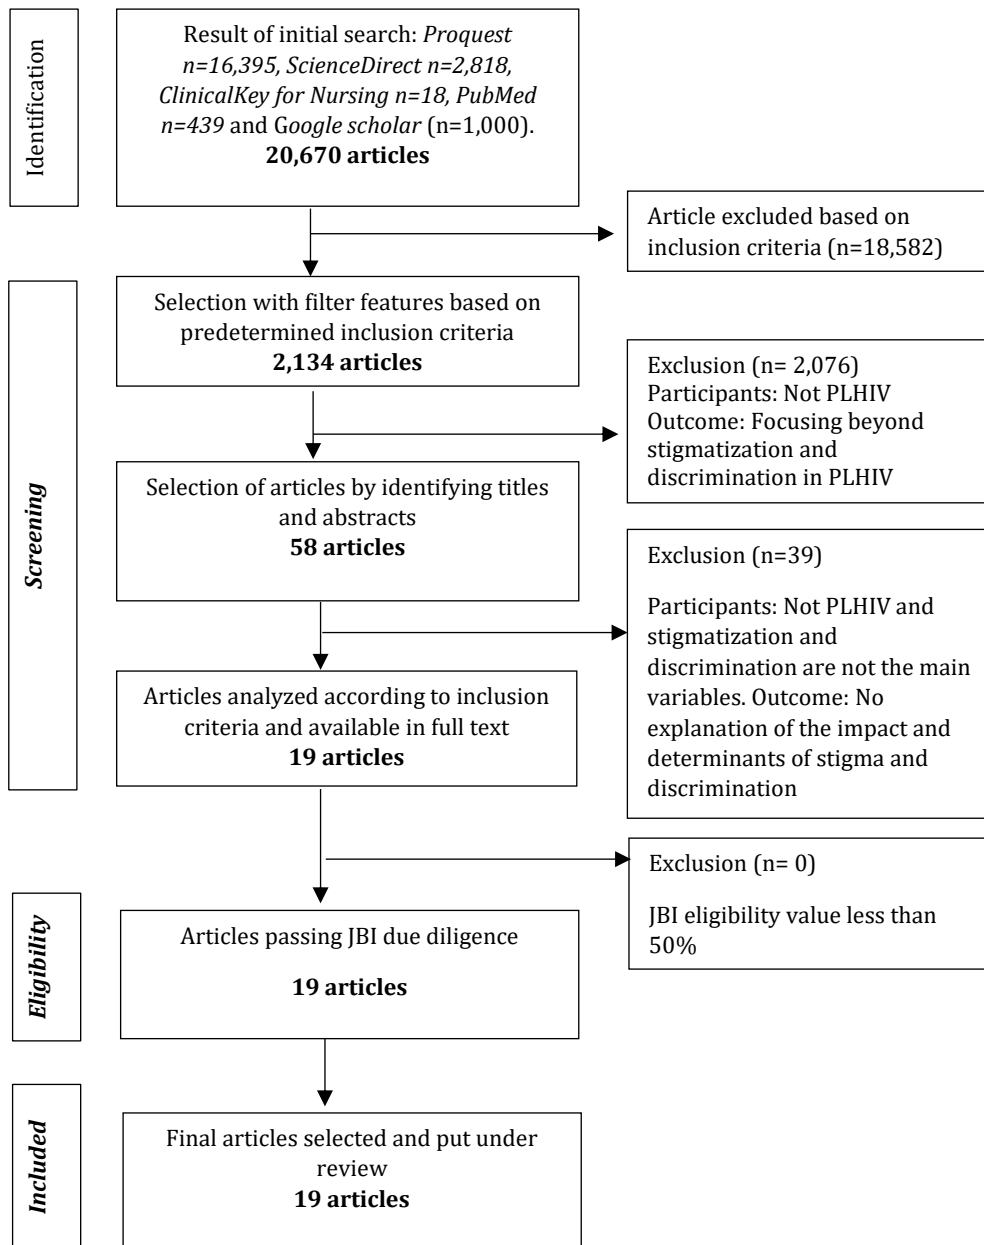 Identification
Result of initial search: Proquest
n=16,395, ScienceDirect n=2,818,
ClinicalKey for Nursing n=18, PubMed
n=439 and Google scholar (n=1,000).
20,670 articles
Article excluded based on
inclusion criteria (n=18,582)
Screening
Selection with filter features based on
predetermined inclusion criteria
2,134 articles
Exclusion (n= 2,076)
Participants: Not PLHIV
Outcome: Focusing beyond
stigmatization and
discrimination in PLHIV
Selection of articles by identifying titles
and abstracts
58 articles
Exclusion (n=39)
Participants: Not PLHIV and
stigmatization and
discrimination are not the main
variables. Outcome: No
explanation of the impact and
determinants of stigma and
discrimination
Articles analyzed according to inclusion
criteria and available in full text
19 articles
Exclusion (n= 0)
JBI eligibility value less than
50%
Eligibility
Articles passing JBI due diligence
19 articles
Included
Final articles selected and put under
review
19 articles